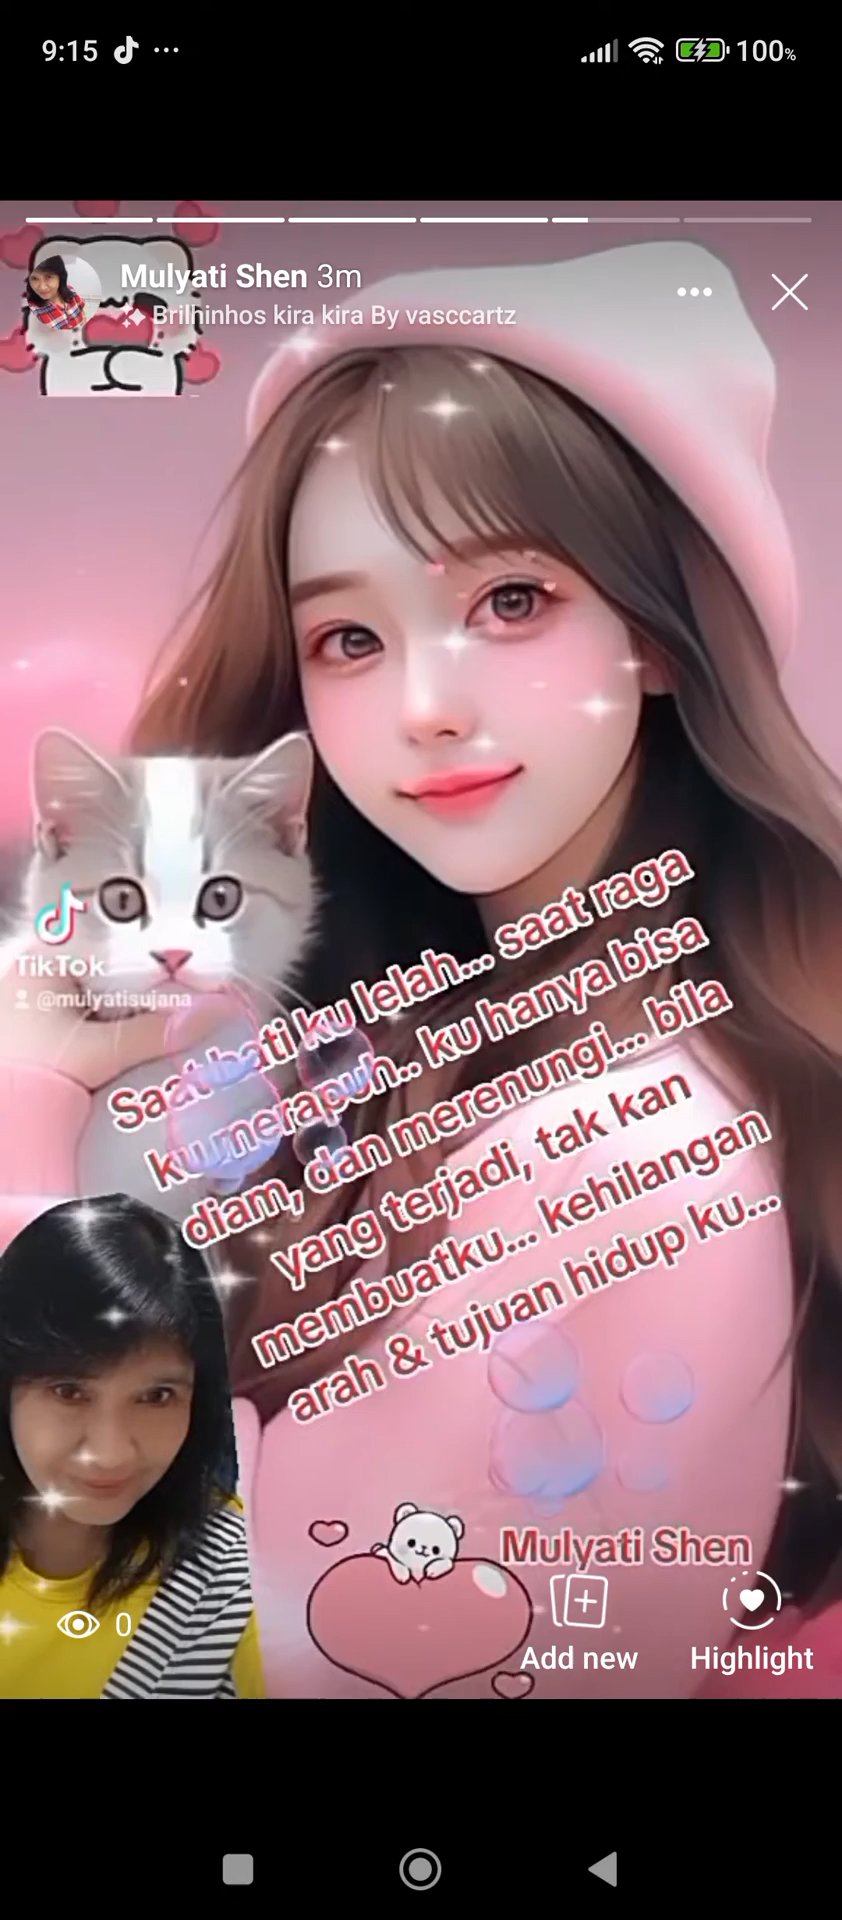 9:15
100%
Mulyati Shen 3m
Brilhinhos kira kira By vasccartz
TikTok
@mulyatisujana
Saat hati ku lelah... saat raga
ku merapuh.. ku hanya bisa
diam, dan merenungi... bila
yang terjadi, tak kan
membuatku... kehilangan
arah & tujuan hidup ku...
Mulyati Shen
0
Add new
Highlight